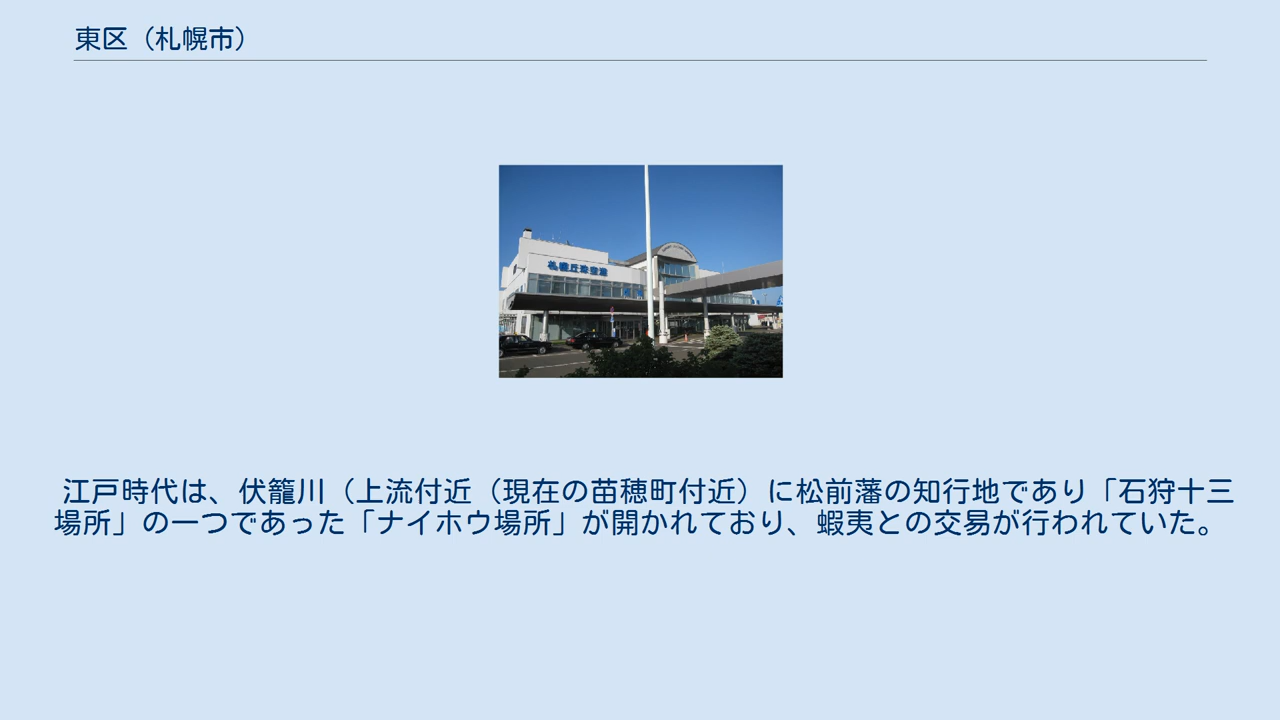 東区（札幌市）
札幌丘珠空港
江戸時代は、伏籠川（上流付近（現在の苗穂町付近）に松前藩の知行地であり「石狩十三
場所」の一つであった「ナイホウ場所」が開かれており、蝦夷との交易が行われていた。